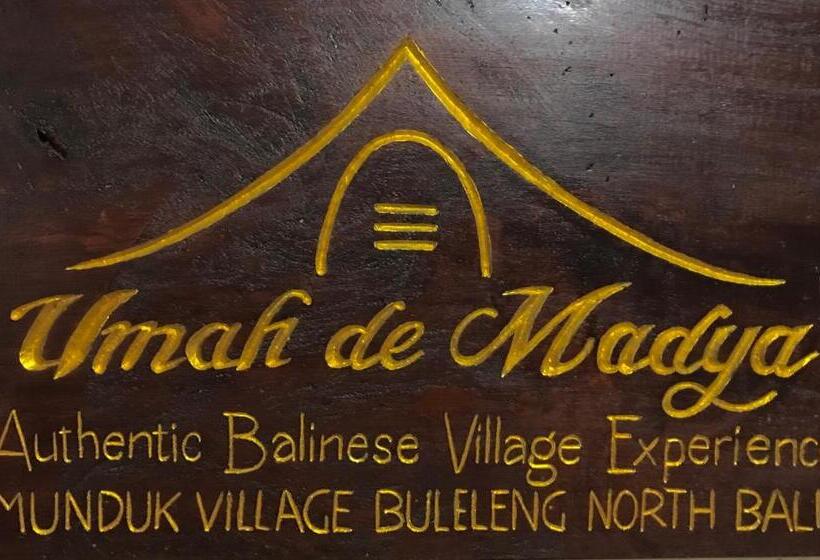 Umah de Madya
Authentic Balinese Village Experienc
MUNDUK VILLAGE BULELENG NORTH BALI